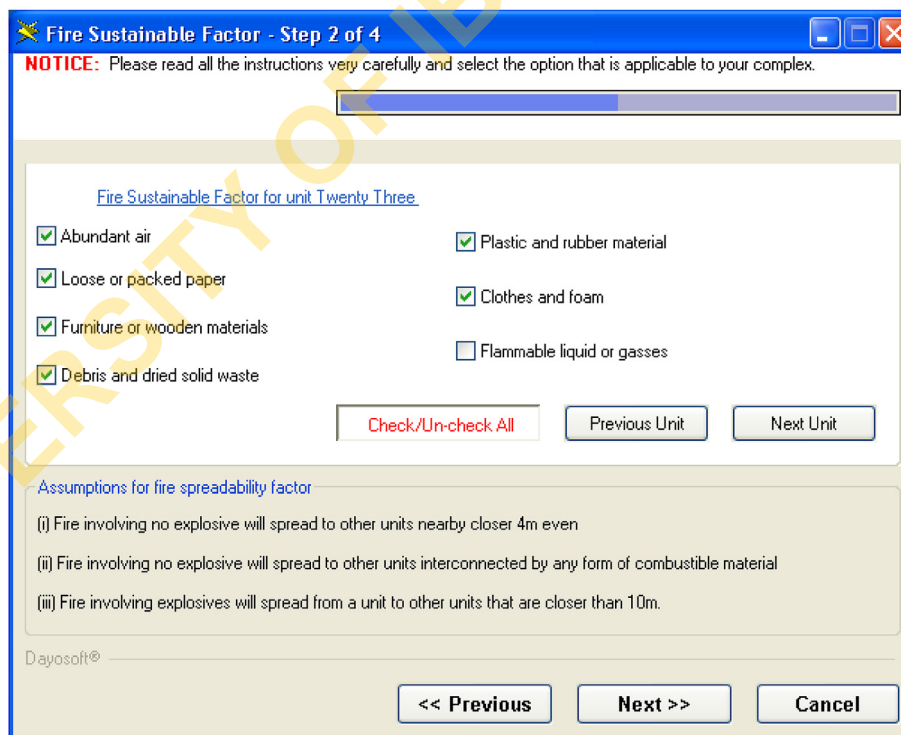 Fire Sustainable Factor - Step 2 of 4
NOTICE: Please read all the instructions very carefully and select the option that is applicable to your complex.
Fire Sustainable Factor for unit Twenty Three
Abundant air
Plastic and rubber material
Loose or packed paper
Clothes and foam
Furniture or wooden materials
Flammable liquid or gasses
Debris and dried solid waste
Check/Un-check All
Previous Unit
Next Unit
Assumptions for fire spreadability factor
(i) Fire involving no explosive will spread to other units nearby closer 4m even
(ii) Fire involving no explosive will spread to other units interconnected by any form of combustible material
(iii) Fire involving explosives will spread from a unit to other units that are closer than 10m.
Dayosoft®
<< Previous
Next >>
Cancel
ERSITY OF IB